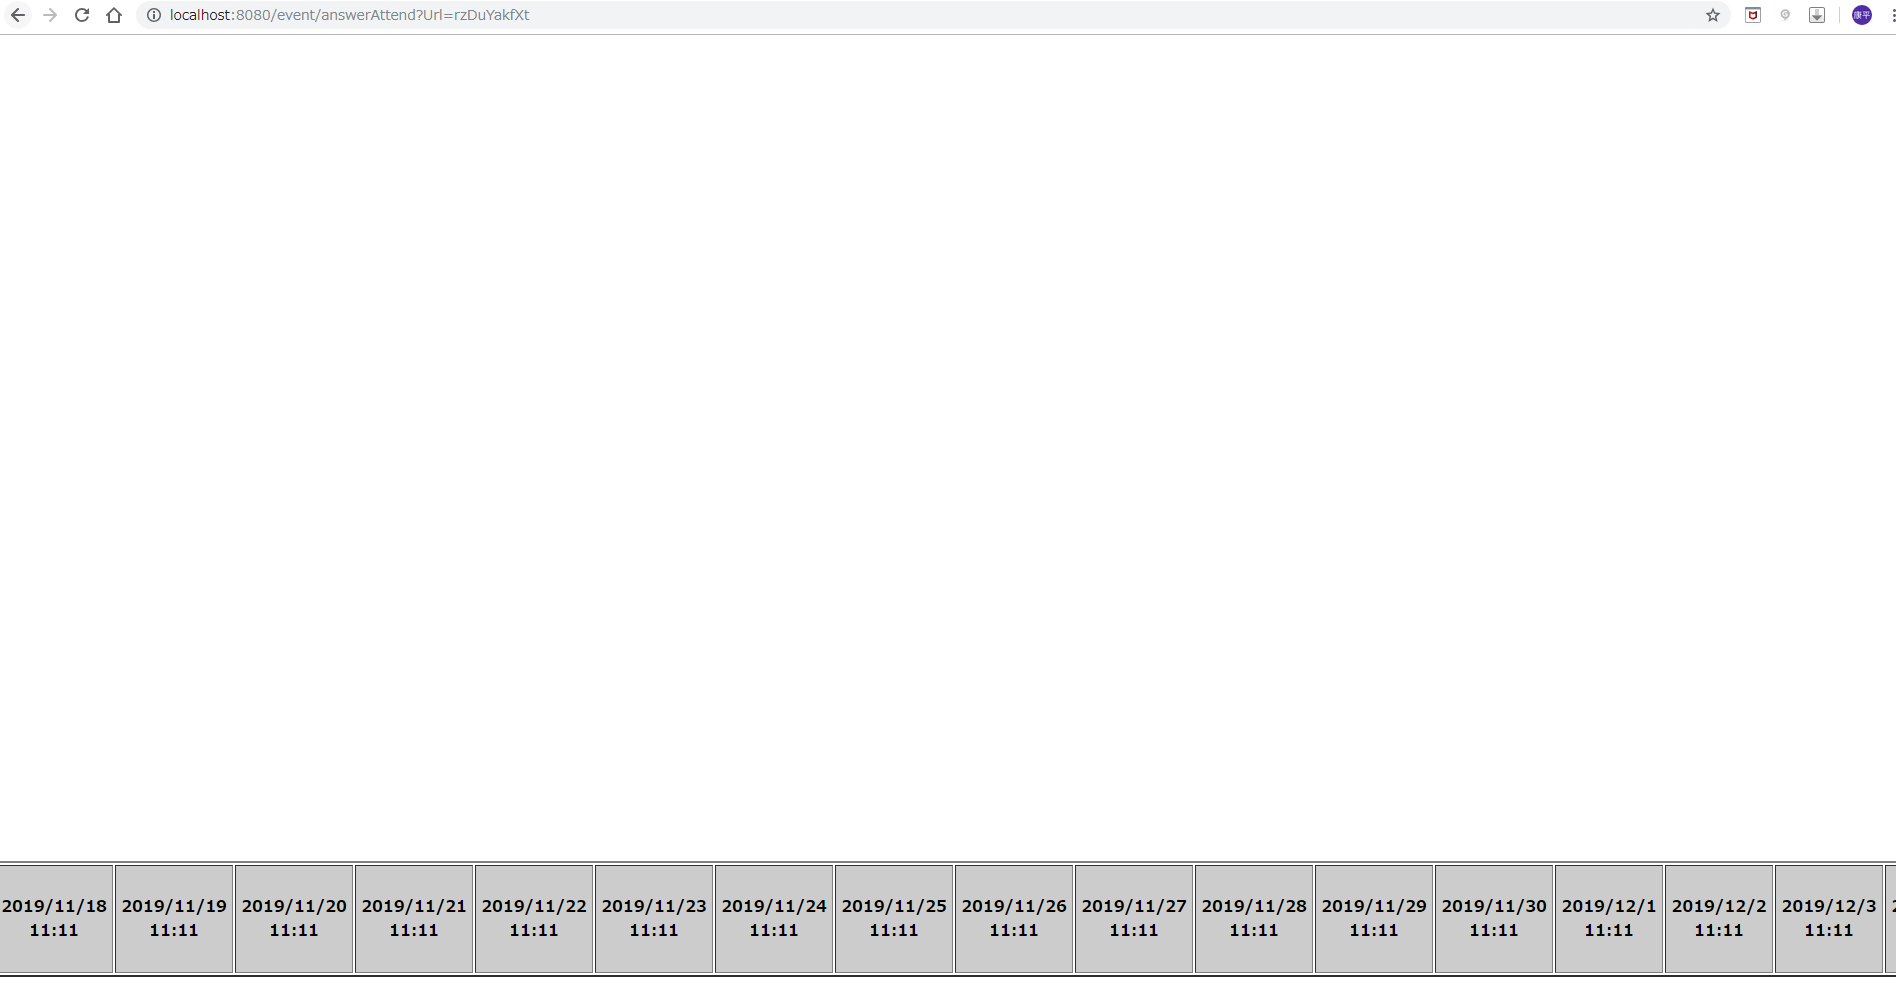 localhost:8080/event/answerAttend?Url=rzDuYakfXt
康平
2019/11/18 2019/11/19 2019/11/20 2019/11/21 2019/11/22 2019/11/23 2019/11/24 2019/11/25 2019/11/26 2019/11/27 2019/11/28 2019/11/29 2019/11/30 2019/12/1 2019/12/2 2019/12/3
11:11 11:11 11:11 11:11 11:11 11:11 11:11 11:11 11:11 11:11 11:11 11:11 11:11 11:11 11:11 11:11